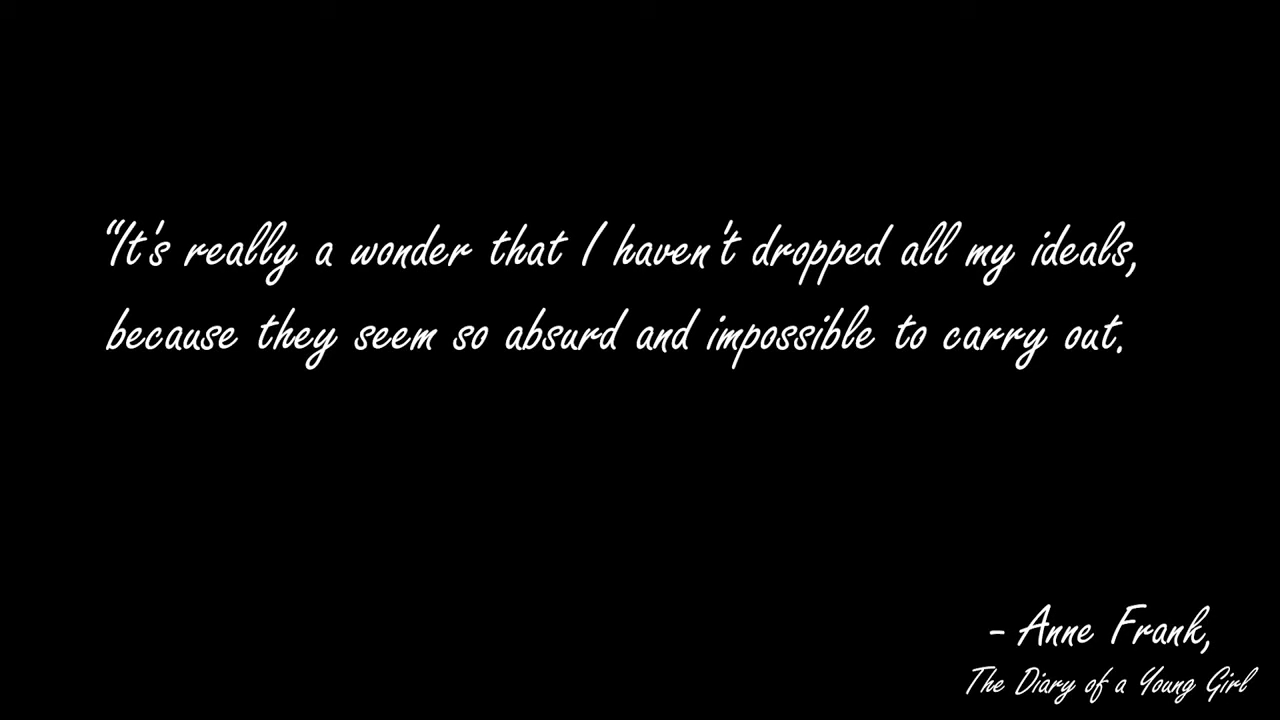 “It's really a wonder that I haven't dropped all my ideals,
because they seem so absurd and impossible to carry out.
- Anne Frank,
The Diary of a Young Girl